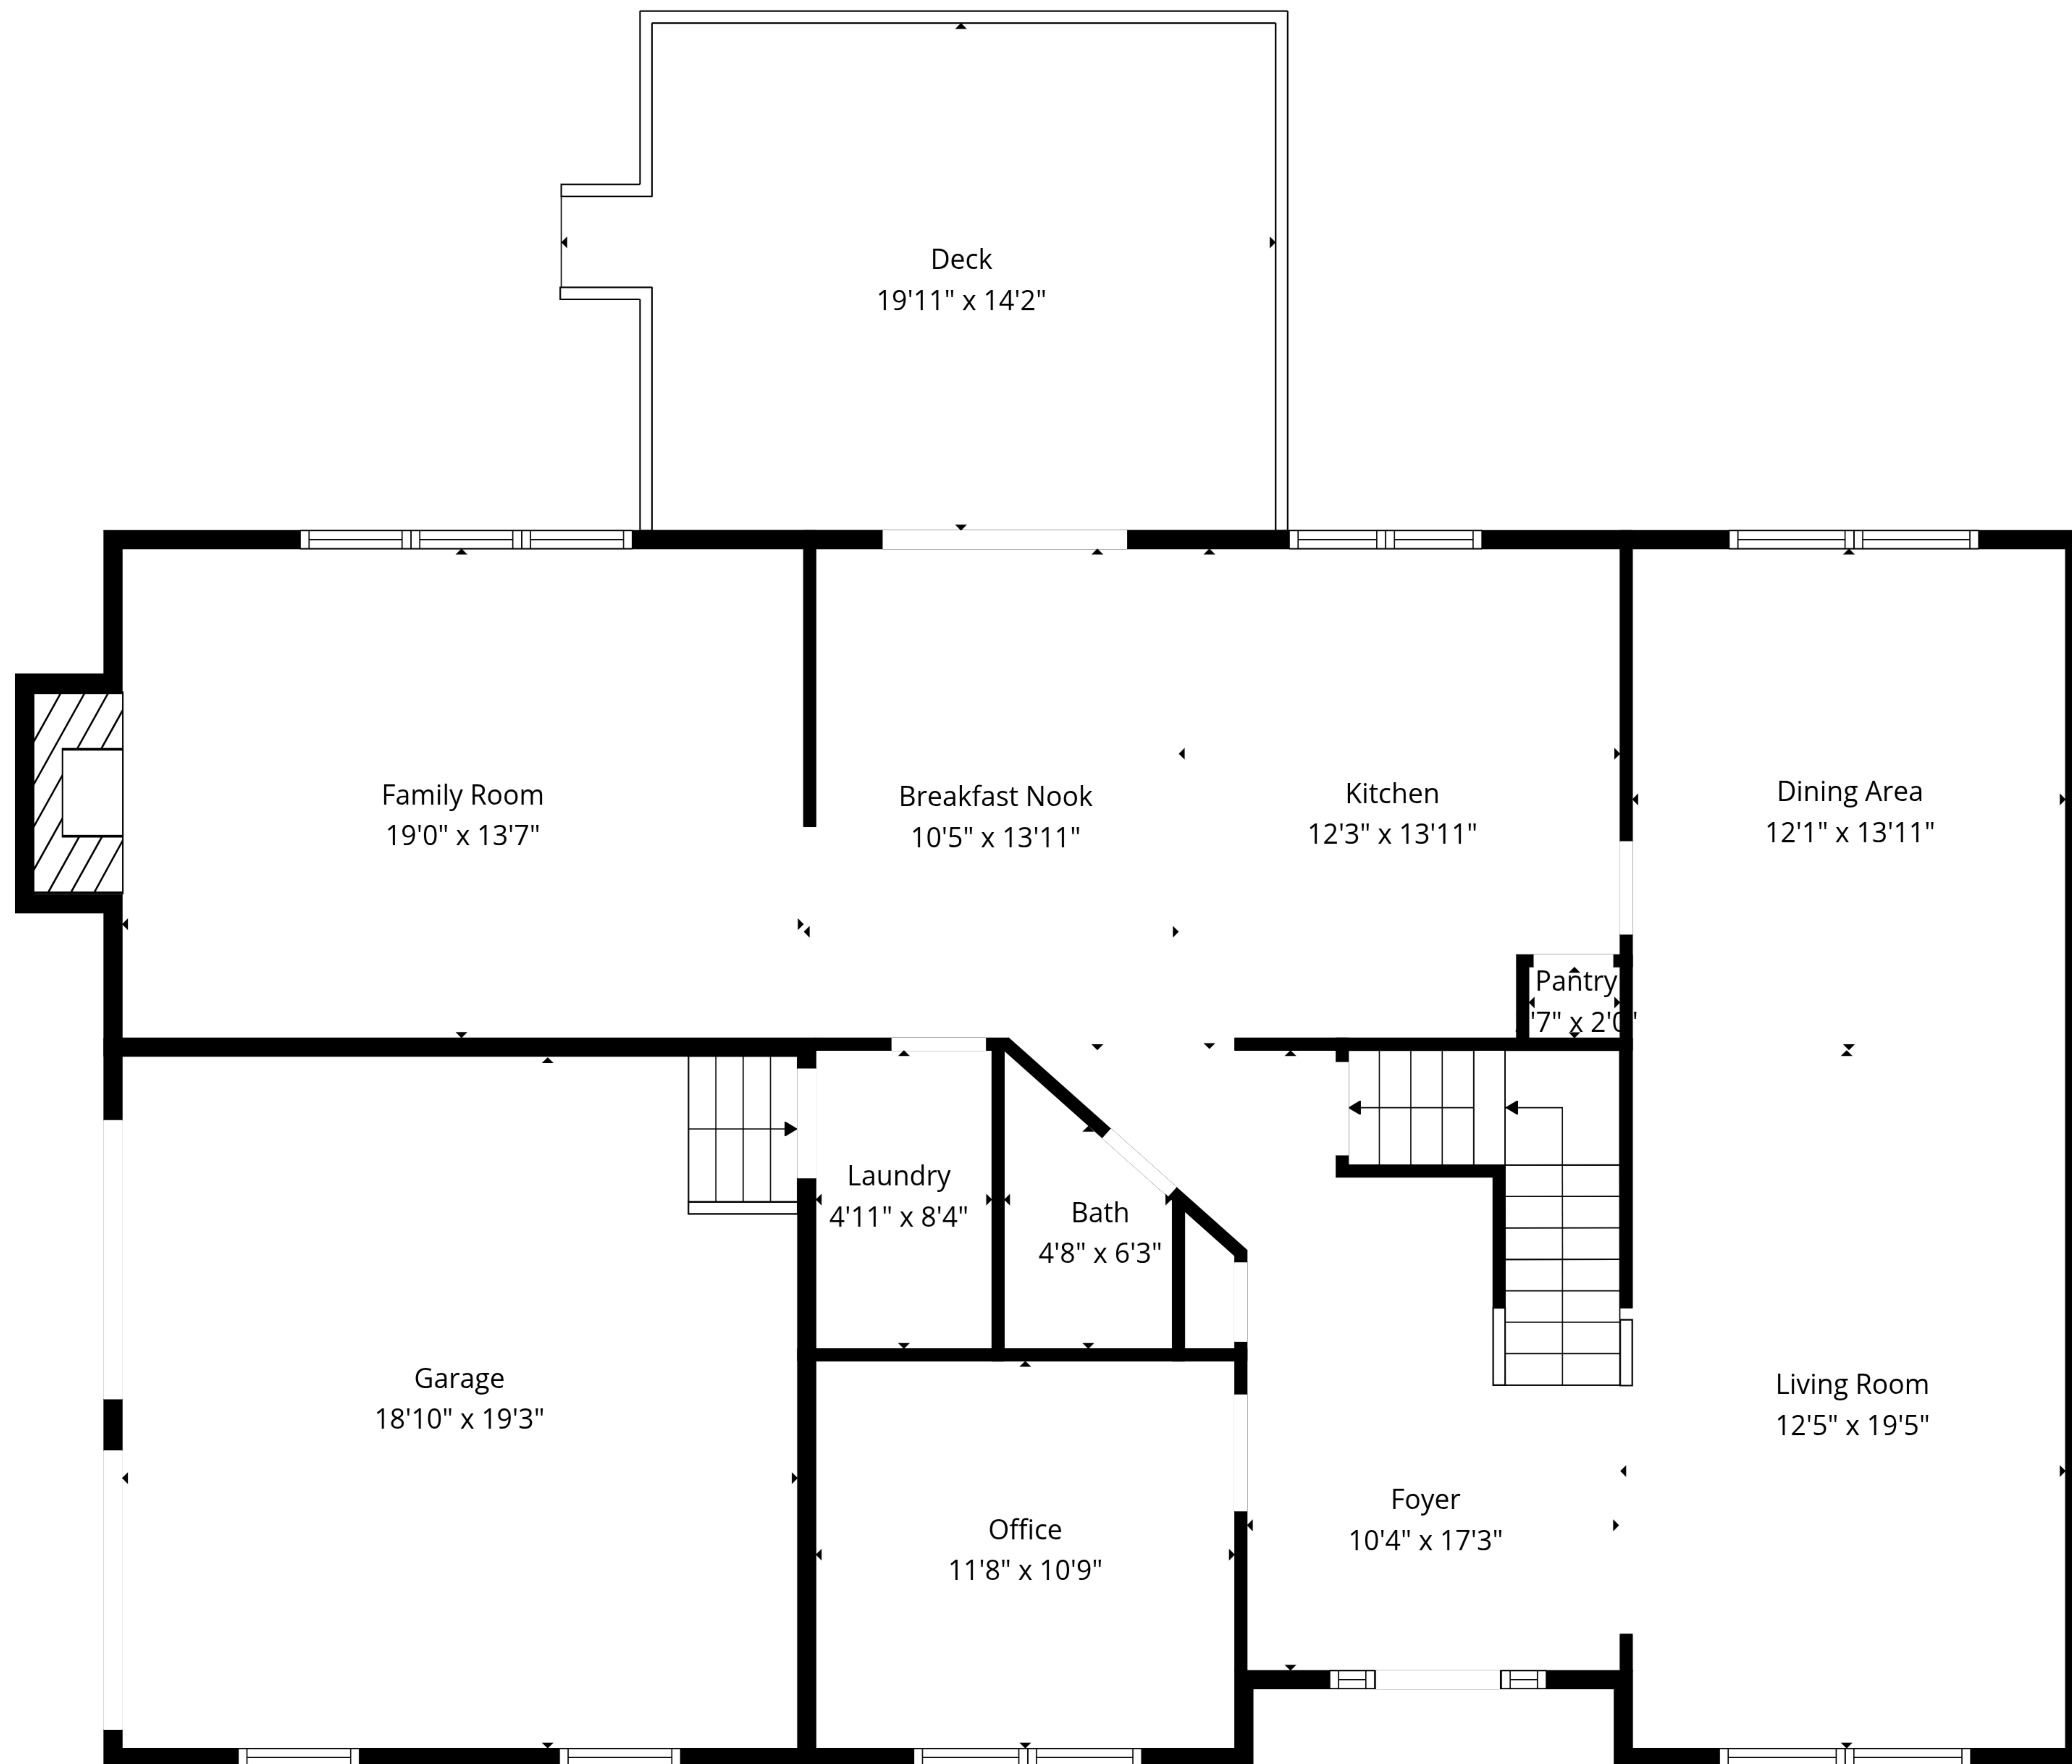 Deck
19'11" x 14'2"
Family Room
19'0" x 13'7"
Breakfast Nook
10'5" x 13'11"
Kitchen
12'3" x 13'11"
Dining Area
12'1" x 13'11"
Pantry
'7" x 2'0"
Laundry
4'11" x 8'4"
Bath
4'8" x 6'3"
Garage
18'10" x 19'3"
Living Room
12'5" x 19'5"
Foyer
10'4" x 17'3"
Office
11'8" x 10'9"